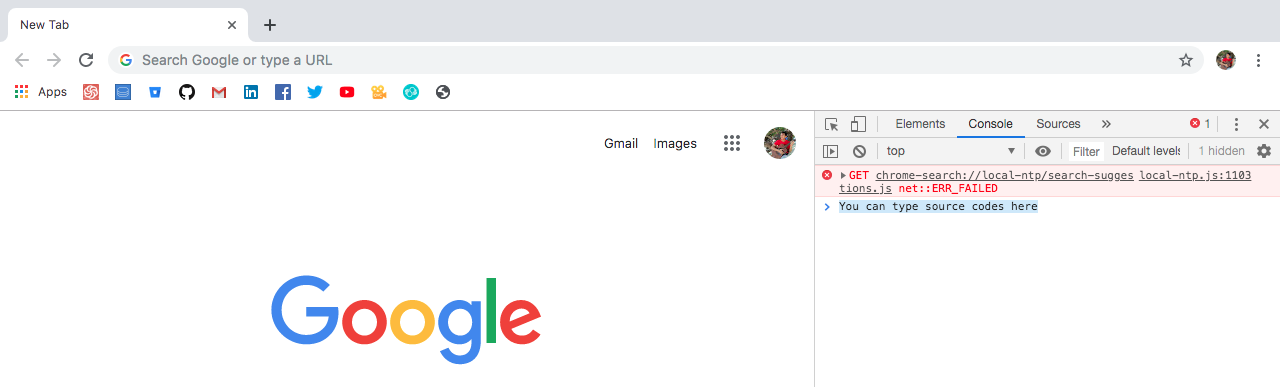 New Tab
Search Google or type a URL
Apps
Gmail Images
Google
Elements Console Sources 1
top Filter Default levels 1 hidden
GET chrome-search://local-ntp/search-sugges local-ntp.js:1103
tions.js net::ERR_FAILED
You can type source codes here